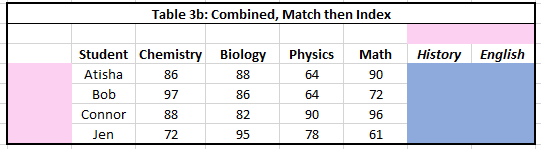 Table 3b: Combined, Match then Index
Student Chemistry Biology Physics Math History English
Atisha 86 88 64 90
Bob 97 86 64 72
Connor 88 82 90 96
Jen 72 95 78 61